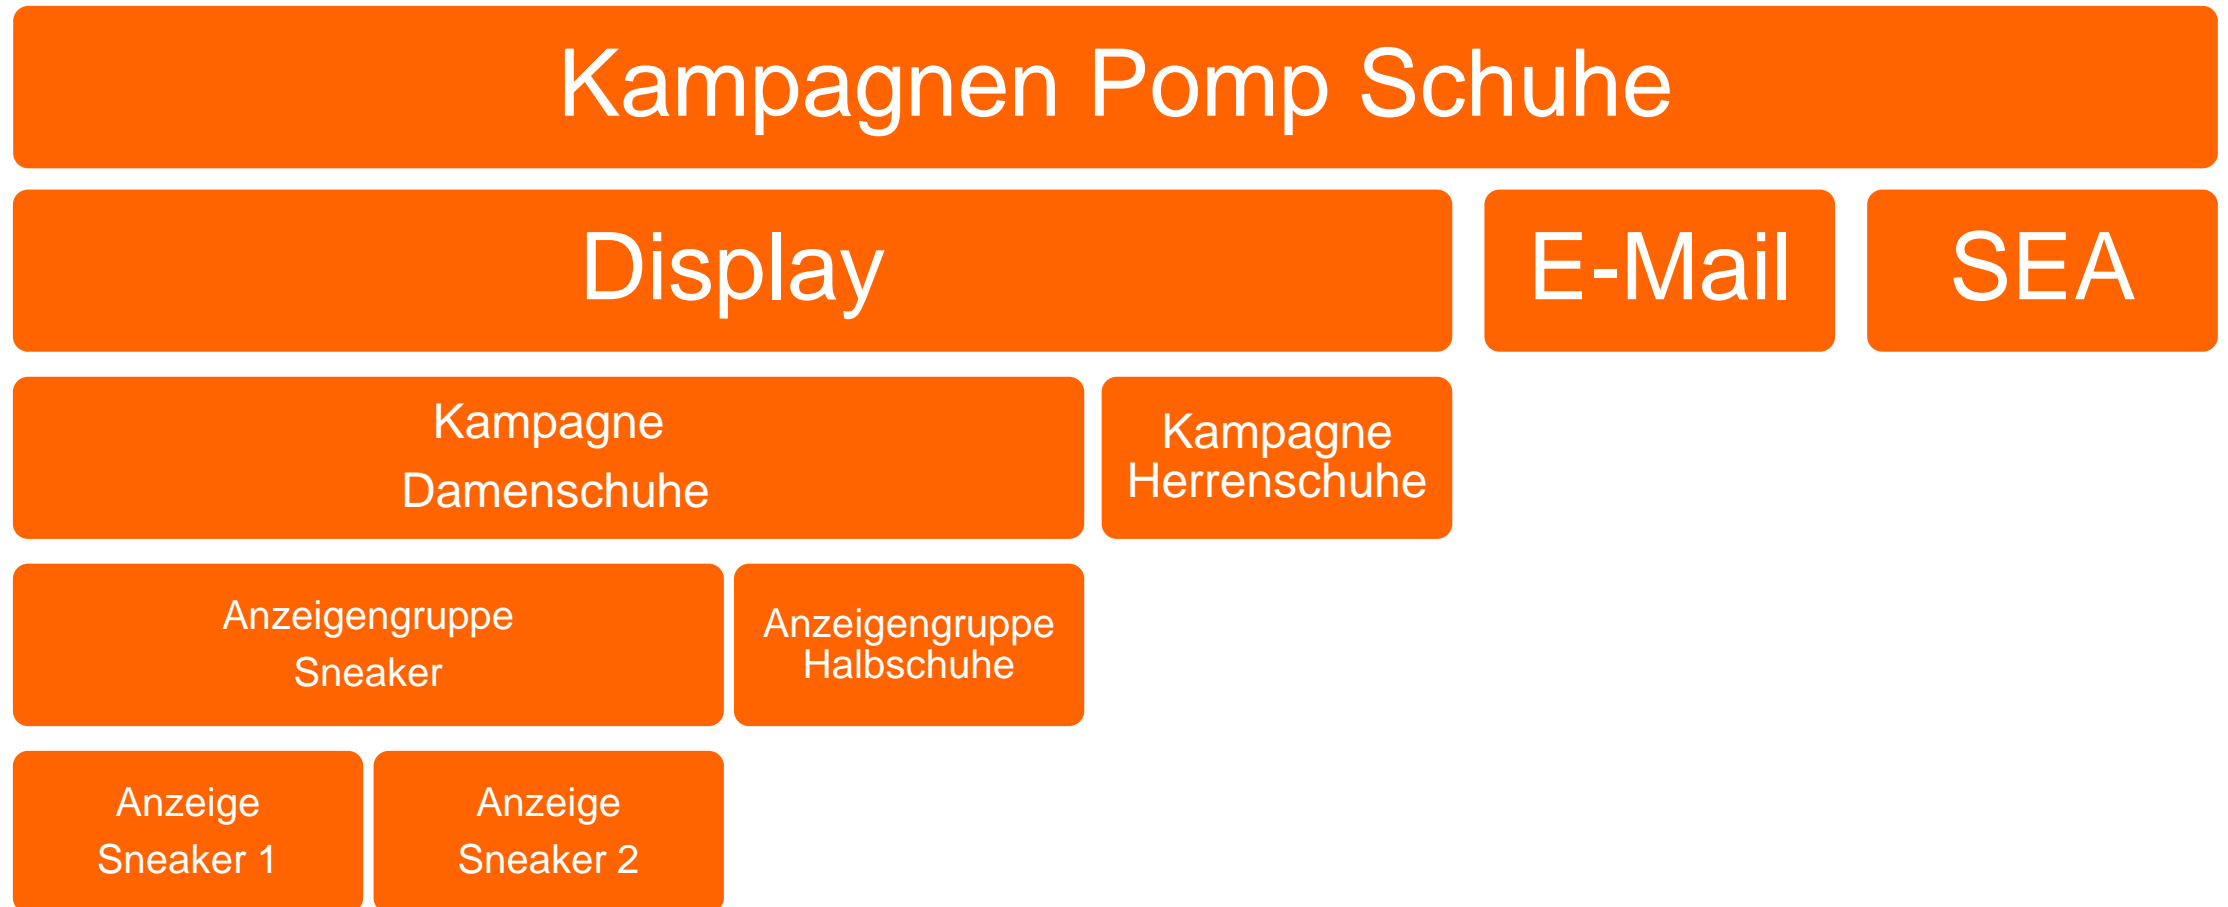 Kampagnen Pomp Schuhe
Display
E-Mail
SEA
Kampagne
Damenschuhe
Kampagne
Herrenschuhe
Anzeigengruppe
Sneaker
Anzeigengruppe
Halbschuhe
Anzeige
Sneaker 1
Anzeige
Sneaker 2